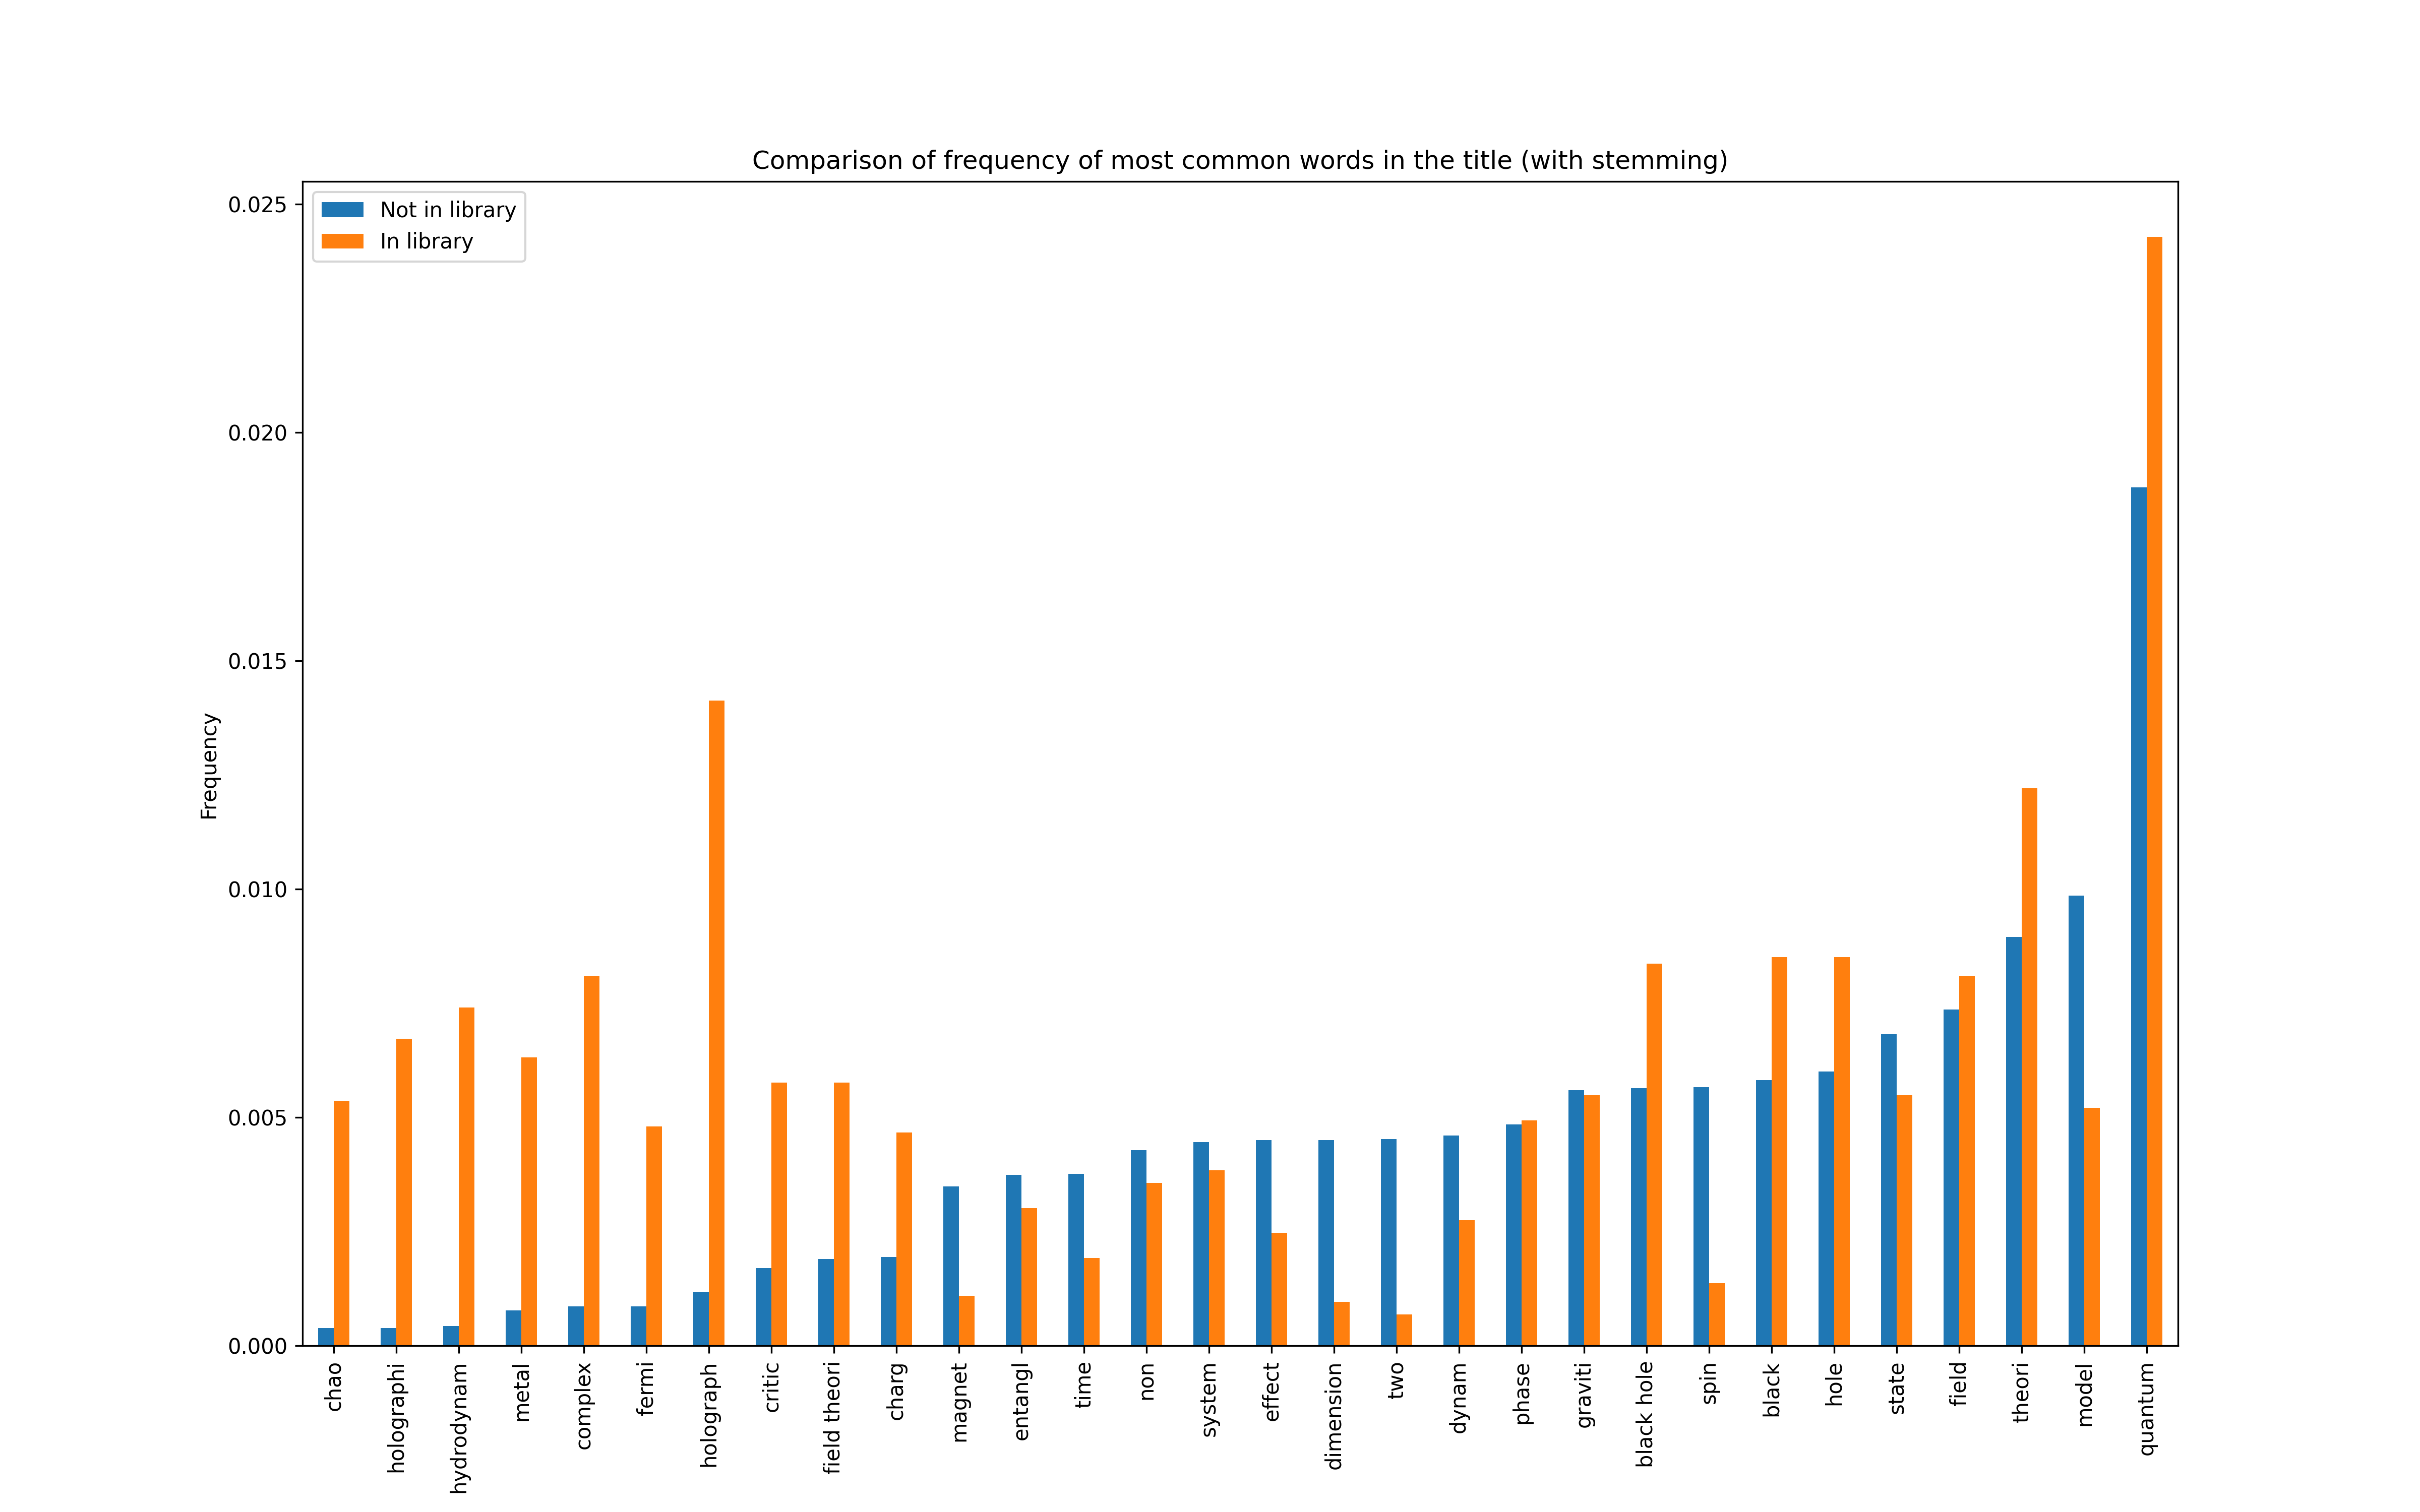 Comparison of frequency of most common words in the title (with stemming)
Not in library
In library
0.025
0.020
0.015
0.010
0.005
0.000
Frequency
chao
holographi
hydrodynam
metal
complex
fermi
holograph
critic
field theori
charg
magnet
entangl
time
non
system
effect
dimension
two
dynam
phase
graviti
black hole
spin
black
hole
state
field
theori
model
quantum